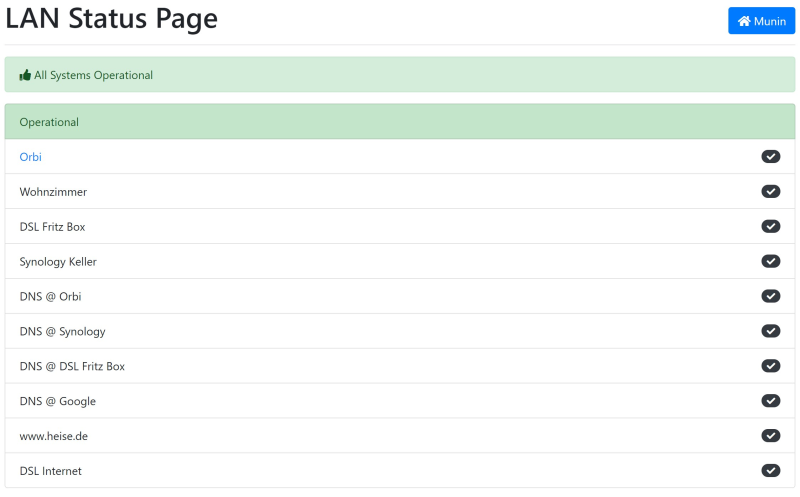 LAN Status Page
Munin
All Systems Operational
Operational
Orbi
Wohnzimmer
DSL Fritz Box
Synology Keller
DNS @ Orbi
DNS @ Synology
DNS @ DSL Fritz Box
DNS @ Google
www.heise.de
DSL Internet